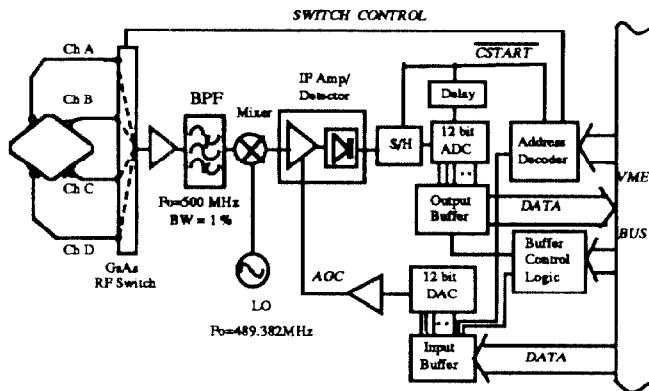 SWITCH CONTROL
Ch A
CSTART
IF Amp/
Detector
BPF
Mixer
Delay
Ch B
S/H
12 bit
ADC
Address
Decoder
VME
Ch C
Fo=500 MHz
BW = 1 %
Output
Buffer
DATA
BUS
Ch D
Buffer
Control
Logic
GaAs
RF Switch
LO
AGC
12 bit
DAC
Fo=489.382MHz
Input
Buffer
DATA